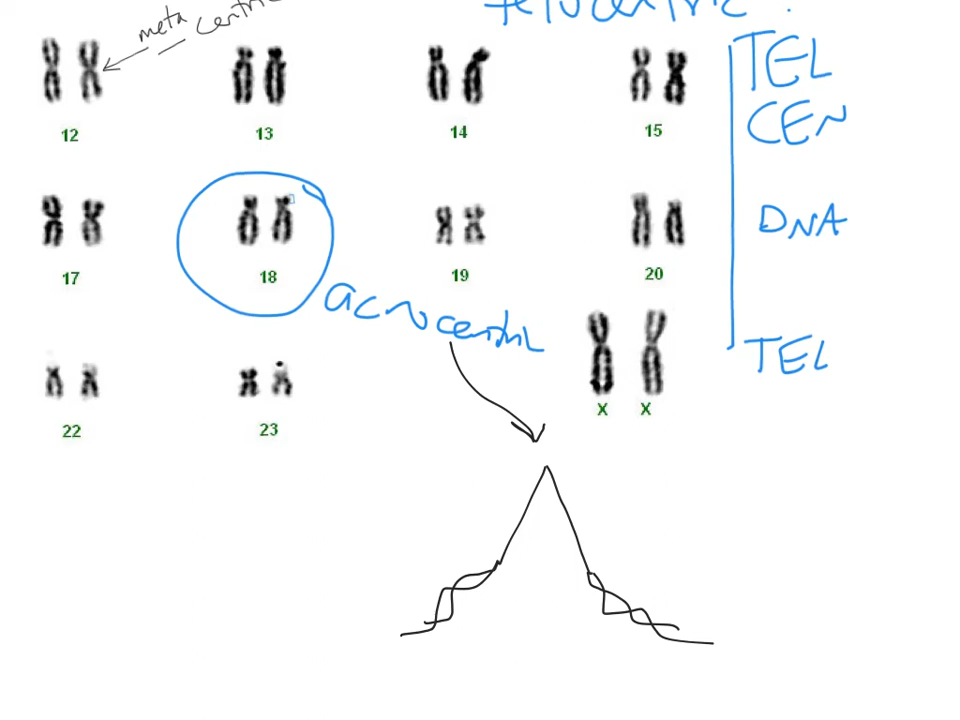 meta centric
telocentric?
TEL
CEN
12 13 14 15
DNA
17 18 19 20
acrocentric
TEL
X X
22 23